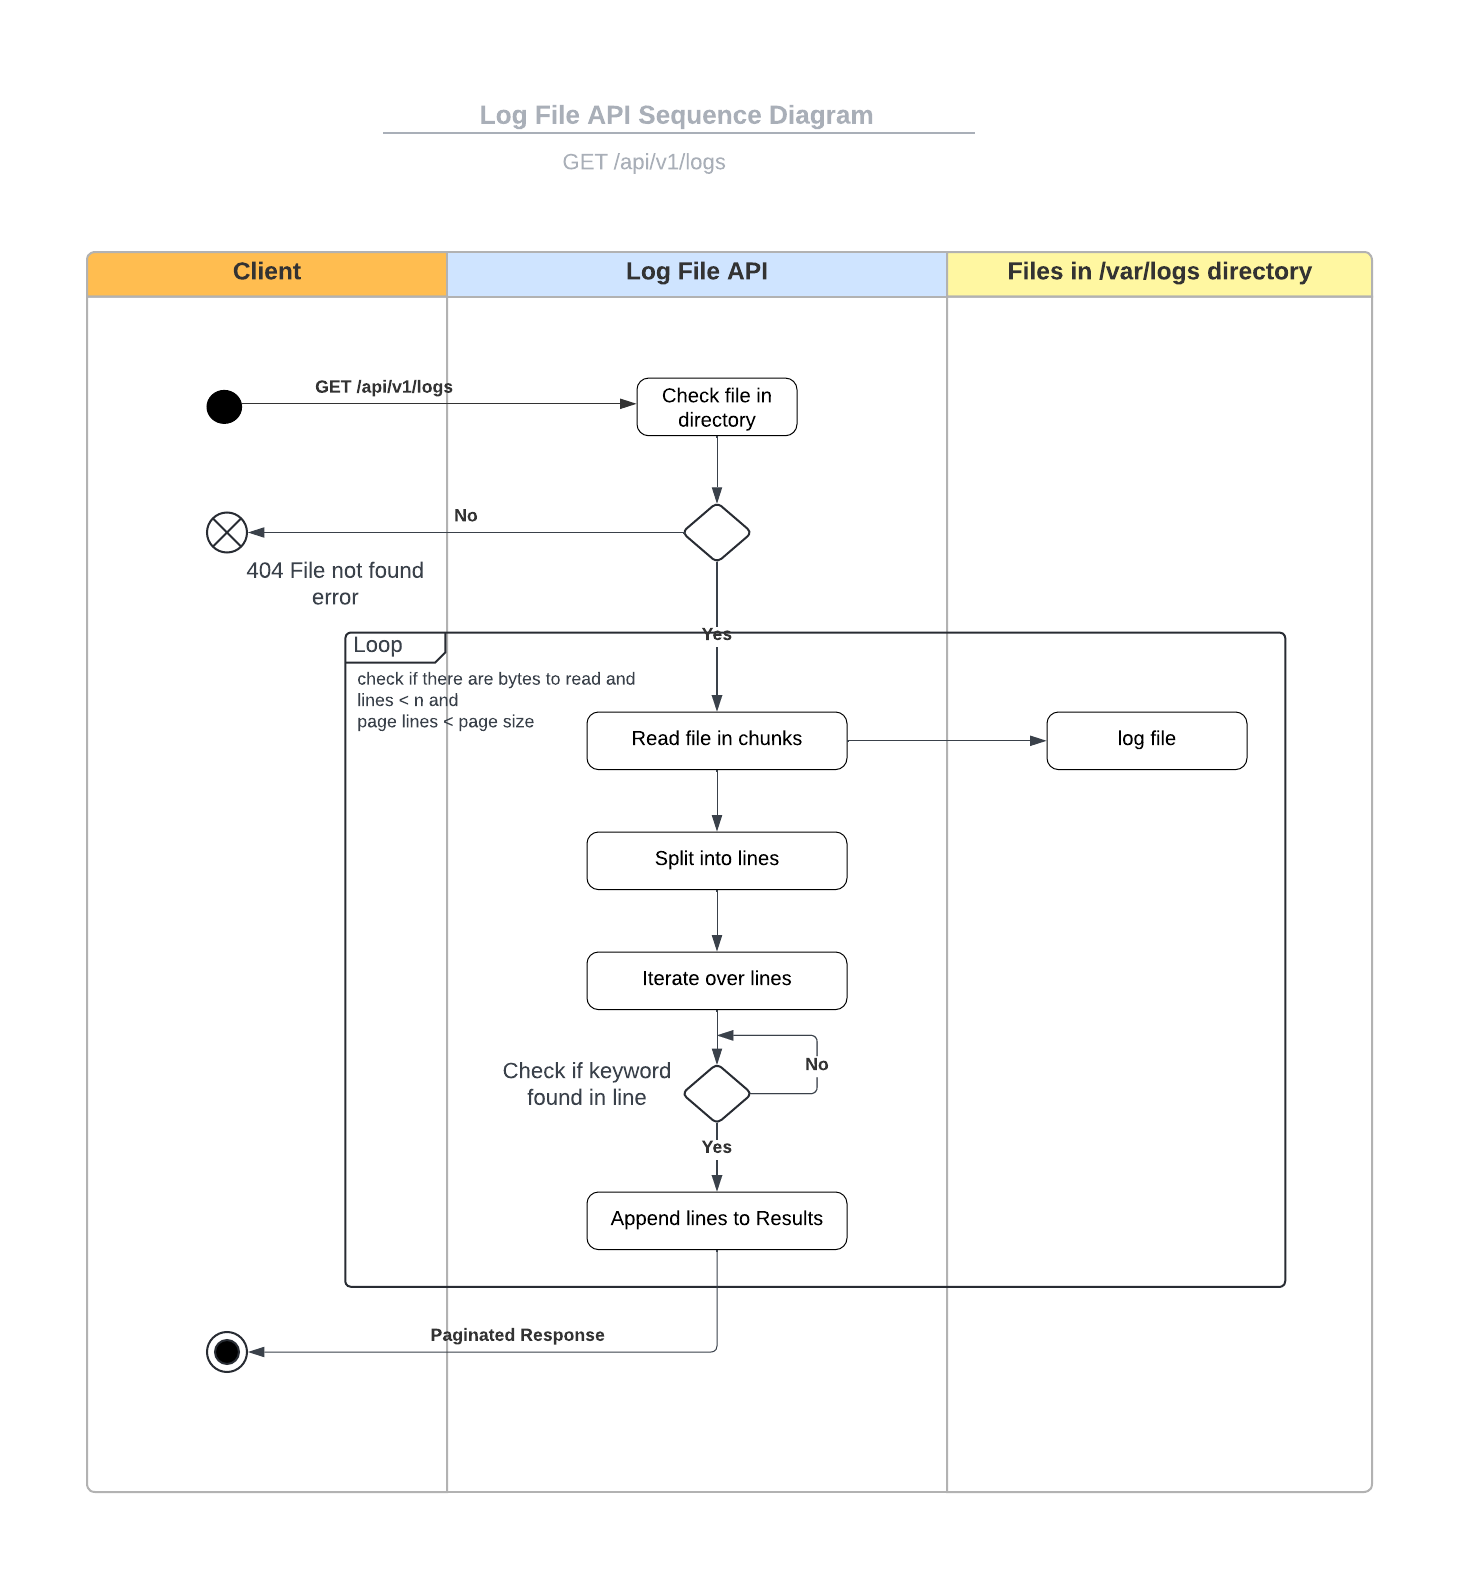 Log File API Sequence Diagram
GET /api/v1/logs
Client
Log File API
Files in /var/logs directory
GET /api/v1/logs
Check file in
directory
No
404 File not found
error
Yes
Loop
check if there are bytes to read and
lines < n and
page lines < page size
Read file in chunks
log file
Split into lines
Iterate over lines
No
Check if keyword
found in line
Yes
Append lines to Results
Paginated Response